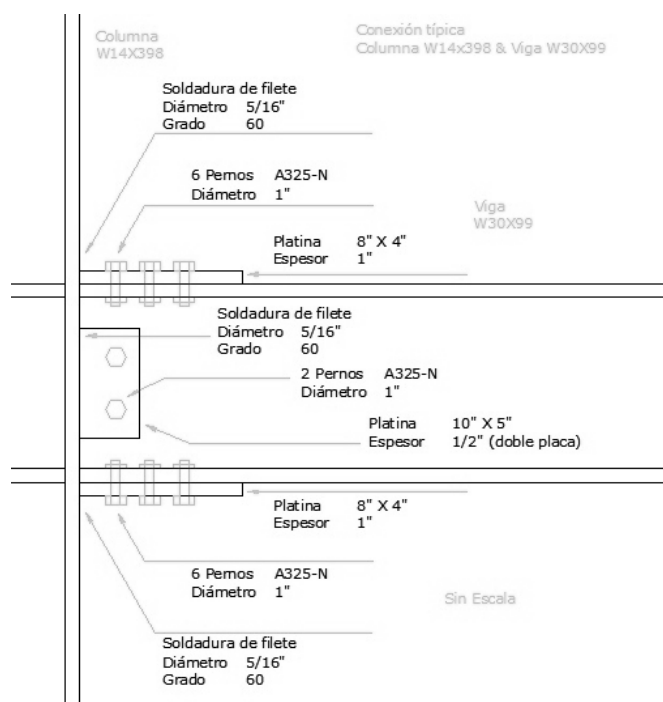 Columna
W14X398
Conexión típica
Columna W14x398 & Viga W30X99
Soldadura de filete
Diámetro 5/16"
Grado 60
6 Pernos A325-N
Diámetro 1"
Viga
W30X99
Platina 8" X 4"
Espesor 1"
Soldadura de filete
Diámetro 5/16"
Grado 60
2 Pernos A325-N
Diámetro 1"
Platina 10" X 5"
Espesor 1/2" (doble placa)
Platina 8" X 4"
Espesor 1"
6 Pernos A325-N
Diámetro 1"
Sin Escala
Soldadura de filete
Diámetro 5/16"
Grado 60